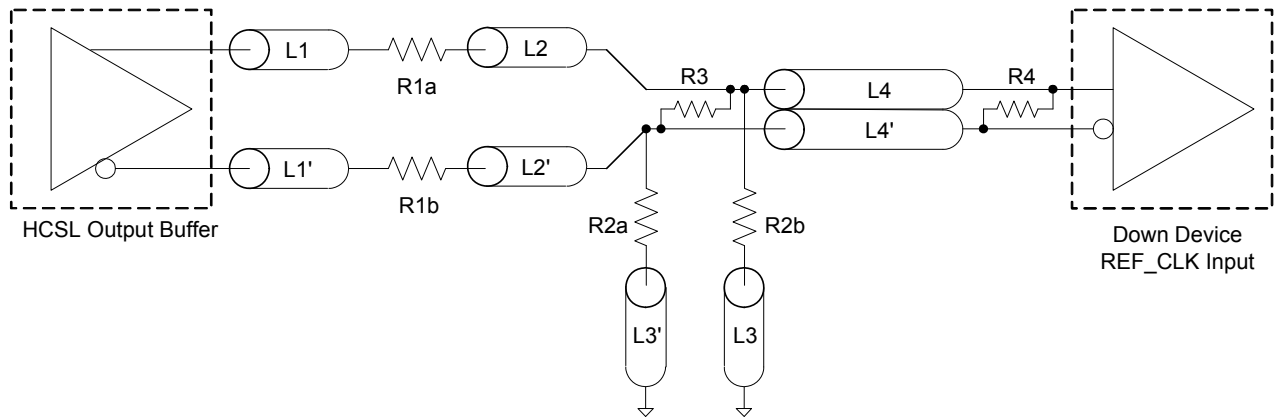 L1
R1a
L2
R3
L4
R4
L1'
R1b
L2'
L4'
HCSL Output Buffer
R2a
R2b
Down Device
REF_CLK Input
L3'
L3